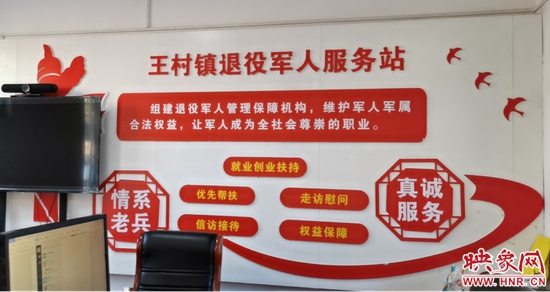 王村镇退役军人服务站
组建退役军人管理保障机构，维护军人军属
合法权益，让军人成为全社会尊崇的职业。
就业创业扶持
优先帮扶
走访慰问
信访接待
权益保障
情系
老兵
真诚
服务
映象网
WWW.HNR.CN